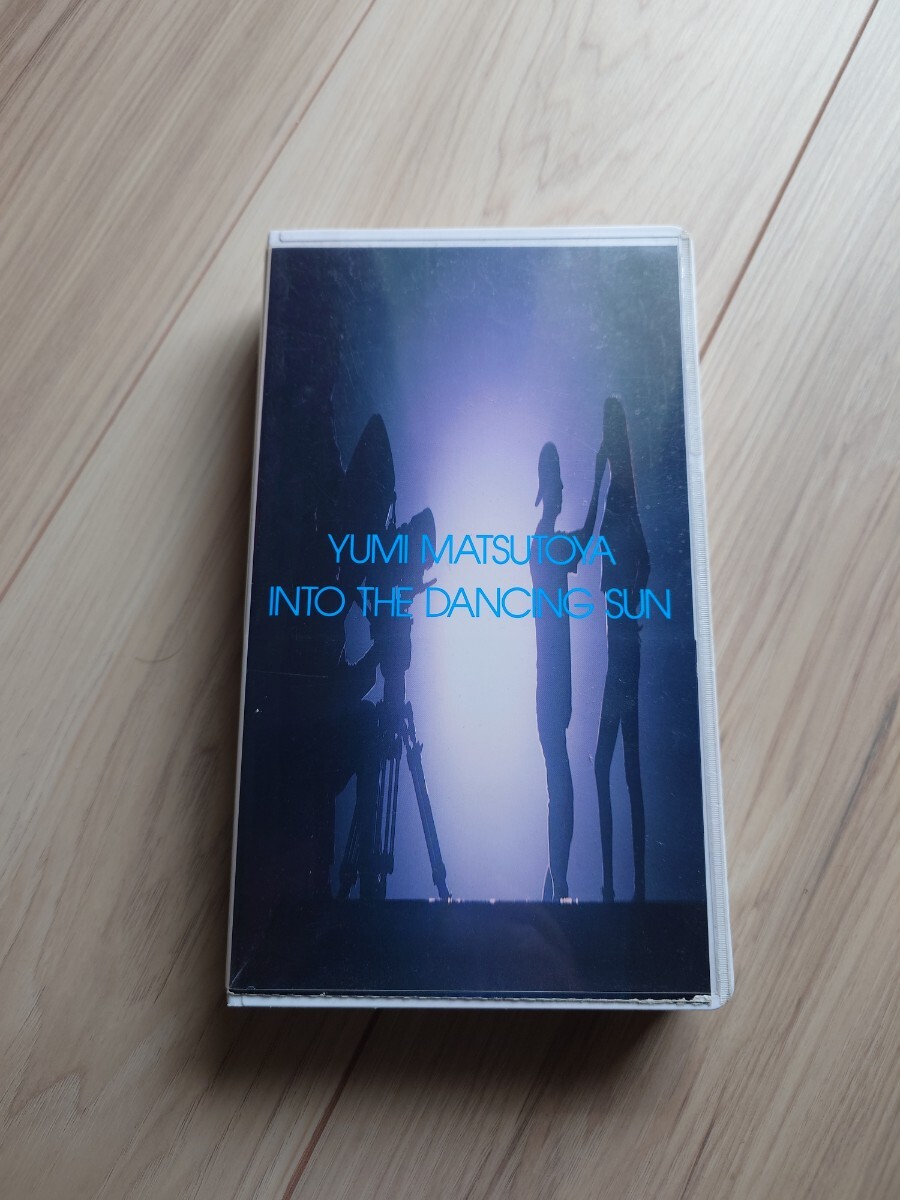 YUMI MATSUTOYA
INTO THE DANCING SUN